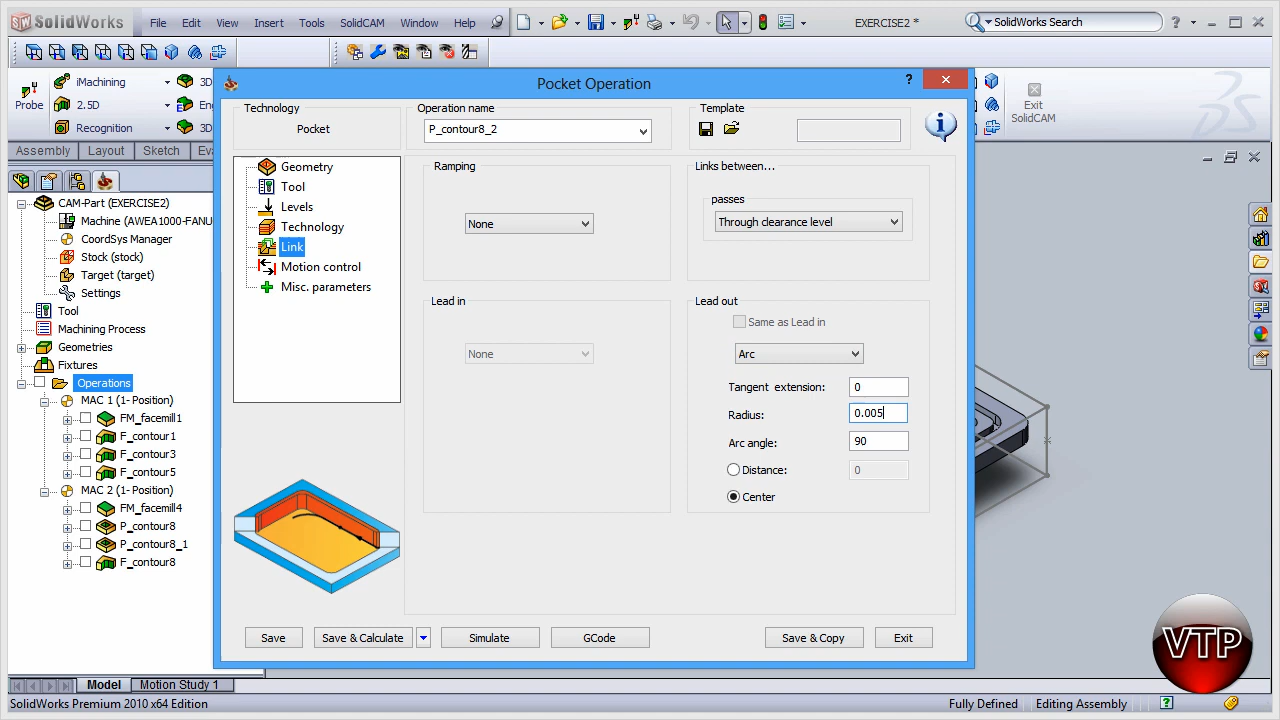 SolidWorks File Edit View Insert Tools SolidCAM Window Help EXERCISE2 * SolidWorks Search ?
iMachining 3D
Probe 2.5D En
Recognition 3D
Exit
SolidCAM
Assembly Layout Sketch Ev
CAM-Part (EXERCISE2)
Machine (AWEA1000-FANU
CoordSys Manager
Stock (stock)
Target (target)
Settings
Tool
Machining Process
Geometries
Fixtures
Operations
MAC 1 (1- Position)
FM_facemill1
F_contour1
F_contour3
F_contour5
MAC 2 (1- Position)
FM_facemill4
P_contour8
P_contour8_1
F_contour8
Pocket Operation ?
Technology
Pocket
Operation name
P_contour8_2
Template
Geometry
Tool
Levels
Technology
Link
Motion control
Misc. parameters
Ramping
None
Links between...
passes
Through clearance level
Lead in
None
Lead out
Same as Lead in
Arc
Tangent extension: 0
Radius: 0.005
Arc angle: 90
Distance: 0
Center
Save Save & Calculate Simulate GCode Save & Copy Exit
VTP
Model Motion Study 1
SolidWorks Premium 2010 x64 Edition Fully Defined Editing Assembly ?